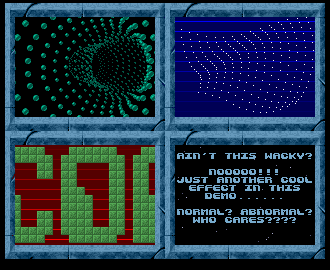 AIN'T THIS WACKY?
NOOOOO!!!
JUST ANOTHER COOL
EFFECT IN THIS
DEMO......
NORMAL? ABNORMAL?
WHO CARES????